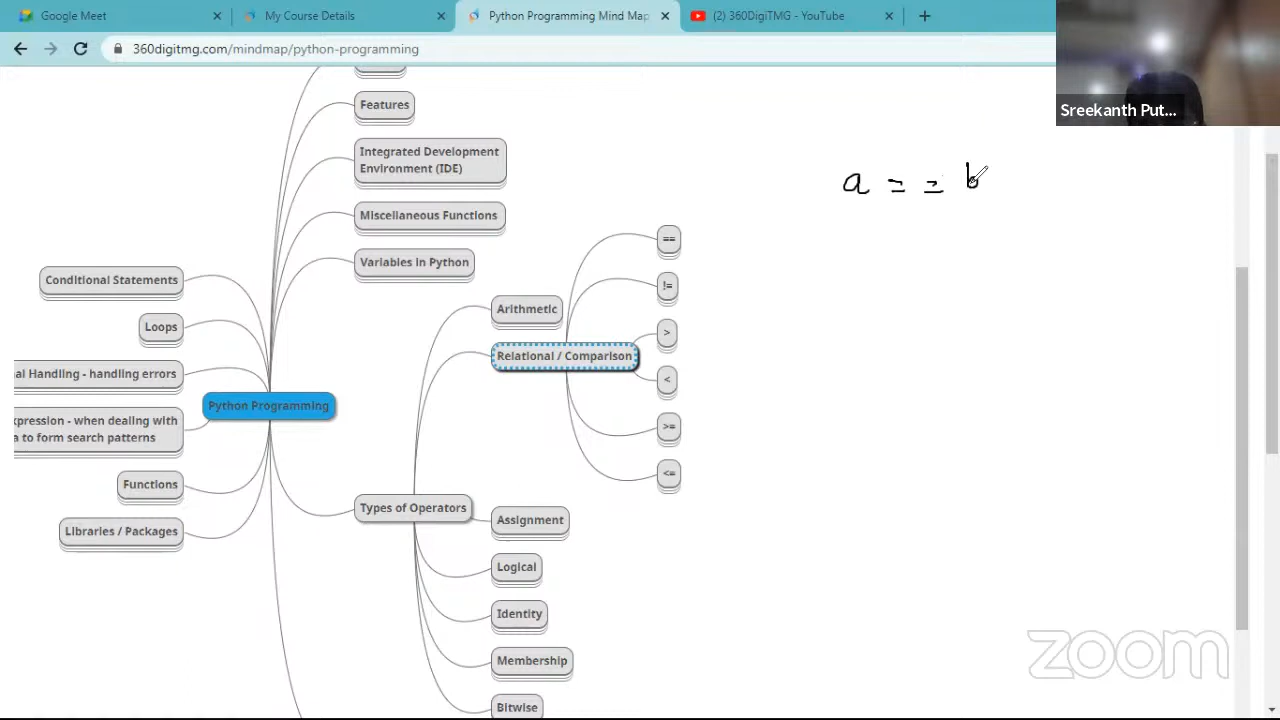 Google Meet
My Course Details
Python Programming Mind Map
(2) 360DigiTMG - YouTube
360digitmg.com/mindmap/python-programming
Sreekanth Put...
Features
Integrated Development
Environment (IDE)
Miscellaneous Functions
Variables in Python
a == b
Conditional Statements
Loops
al Handling - handling errors
xpression - when dealing with
a to form search patterns
Functions
Libraries / Packages
Python Programming
Types of Operators
Arithmetic
Relational / Comparison
==
!=
>
<
>=
<=
Assignment
Logical
Identity
Membership
Bitwise
zoom